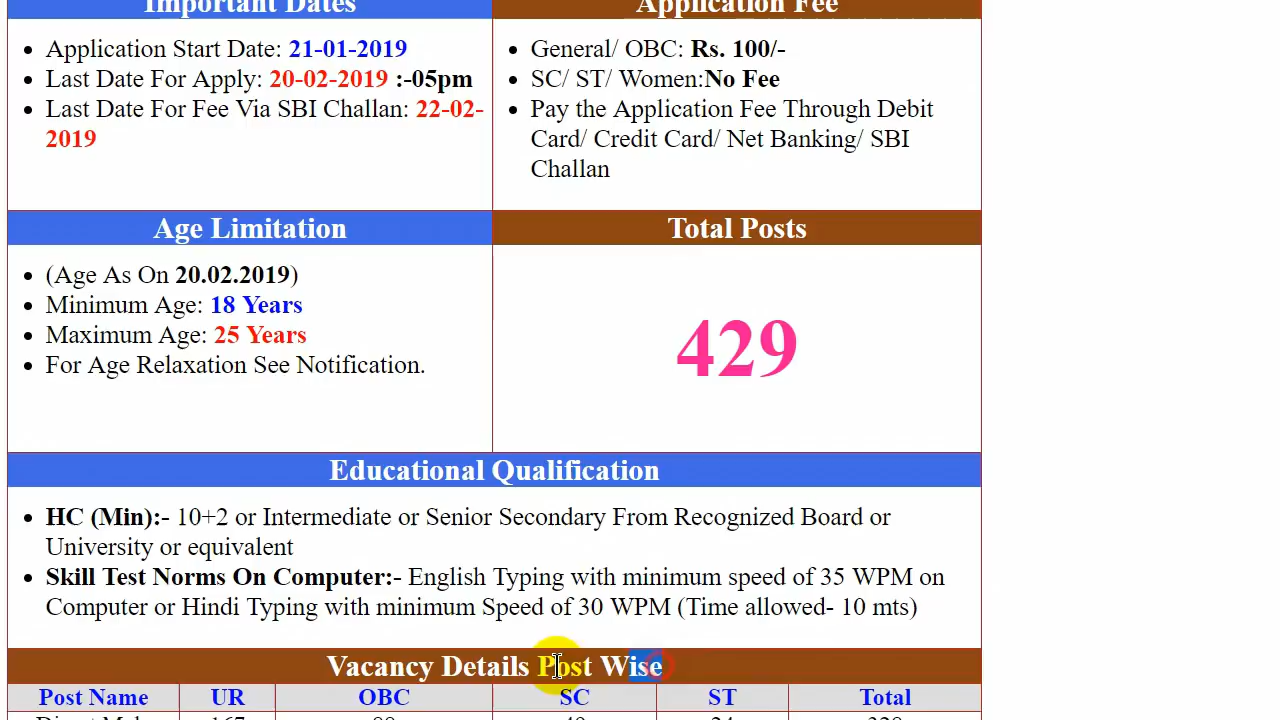 Important Dates
Application Fee
Application Start Date: 21-01-2019
Last Date For Apply: 20-02-2019 :-05pm
Last Date For Fee Via SBI Challan: 22-02-
2019
General/ OBC: Rs. 100/-
SC/ ST/ Women:No Fee
Pay the Application Fee Through Debit
Card/ Credit Card/ Net Banking/ SBI
Challan
Age Limitation
Total Posts
(Age As On 20.02.2019)
Minimum Age: 18 Years
Maximum Age: 25 Years
For Age Relaxation See Notification.
429
Educational Qualification
HC (Min):- 10+2 or Intermediate or Senior Secondary From Recognized Board or
University or equivalent
Skill Test Norms On Computer:- English Typing with minimum speed of 35 WPM on
Computer or Hindi Typing with minimum Speed of 30 WPM (Time allowed- 10 mts)
Vacancy Details Post Wise
Post Name UR OBC SC ST Total